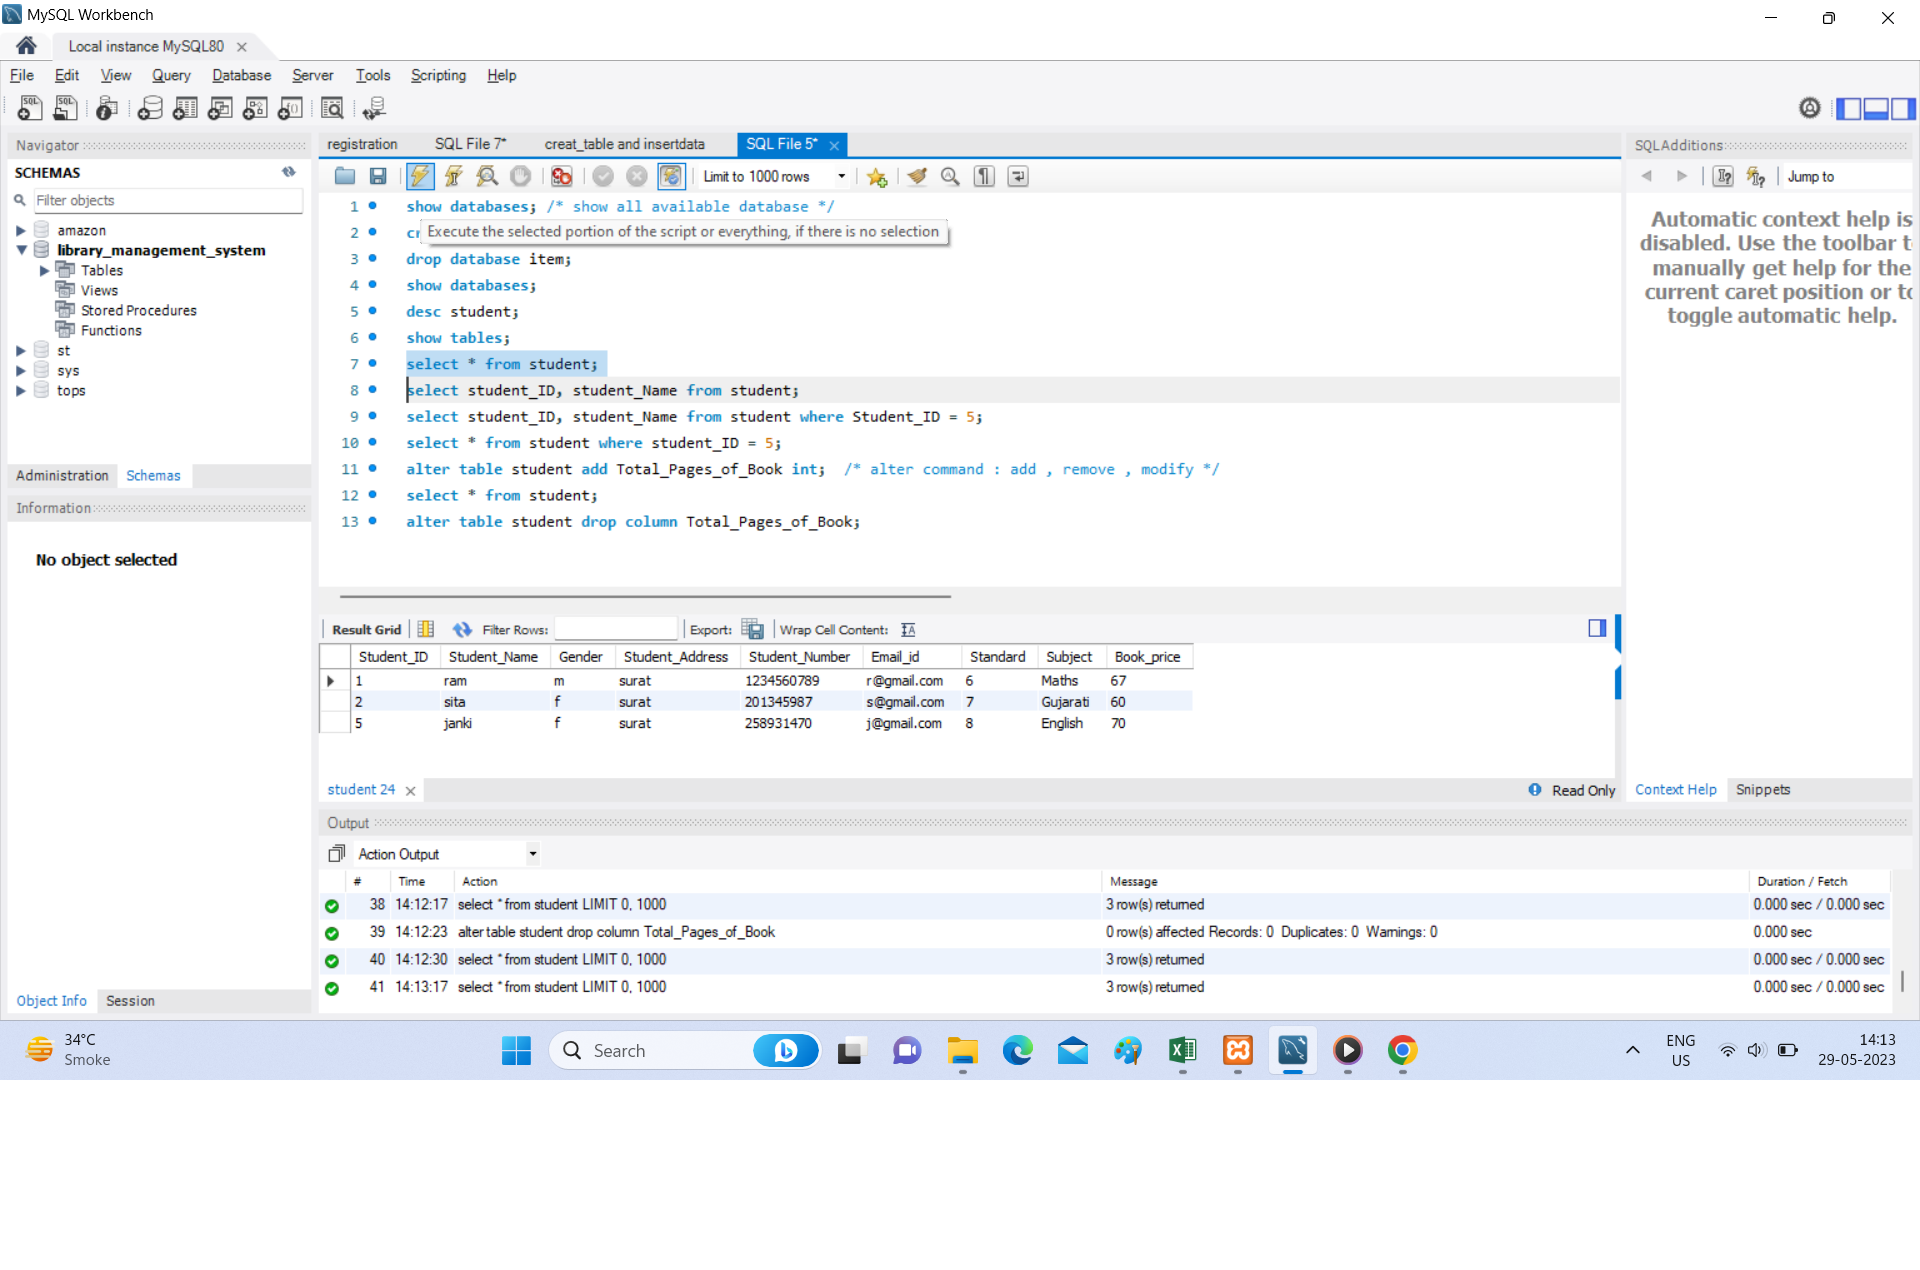 MySQL Workbench
Local instance MySQL80
File Edit View Query Database Server Tools Scripting Help
Navigator
SCHEMAS
Filter objects
amazon
library_management_system
Tables
Views
Stored Procedures
Functions
st
sys
tops
Administration Schemas
Information
No object selected
Object Info Session
registration SQL File 7* creat_table and insertdata SQL File 5*
Limit to 1000 rows
1 show databases; /* show all available database */
2 cr
Execute the selected portion of the script or everything, if there is no selection
3 drop database item;
4 show databases;
5 desc student;
6 show tables;
7 select * from student;
8 select student_ID, student_Name from student;
9 select student_ID, student_Name from student where Student_ID = 5;
10 select * from student where student_ID = 5;
11 alter table student add Total_Pages_of_Book int; /* alter command : add , remove , modify */
12 select * from student;
13 alter table student drop column Total_Pages_of_Book;
Result Grid Filter Rows: Export: Wrap Cell Content:
Student_ID Student_Name Gender Student_Address Student_Number Email_id Standard Subject Book_price
1 ram m surat 1234560789 r@gmail.com 6 Maths 67
2 sita f surat 201345987 s@gmail.com 7 Gujarati 60
5 janki f surat 258931470 j@gmail.com 8 English 70
student 24
Read Only
SQLAdditions
Jump to
Automatic context help is
disabled. Use the toolbar t
manually get help for the
current caret position or to
toggle automatic help.
Context Help Snippets
Output
Action Output
# Time Action Message Duration / Fetch
38 14:12:17 select * from student LIMIT 0, 1000 3 row(s) returned 0.000 sec / 0.000 sec
39 14:12:23 alter table student drop column Total_Pages_of_Book 0 row(s) affected Records: 0 Duplicates: 0 Warnings: 0 0.000 sec
40 14:12:30 select * from student LIMIT 0, 1000 3 row(s) returned 0.000 sec / 0.000 sec
41 14:13:17 select * from student LIMIT 0, 1000 3 row(s) returned 0.000 sec / 0.000 sec
34°C
Smoke
Search
ENG
US
14:13
29-05-2023